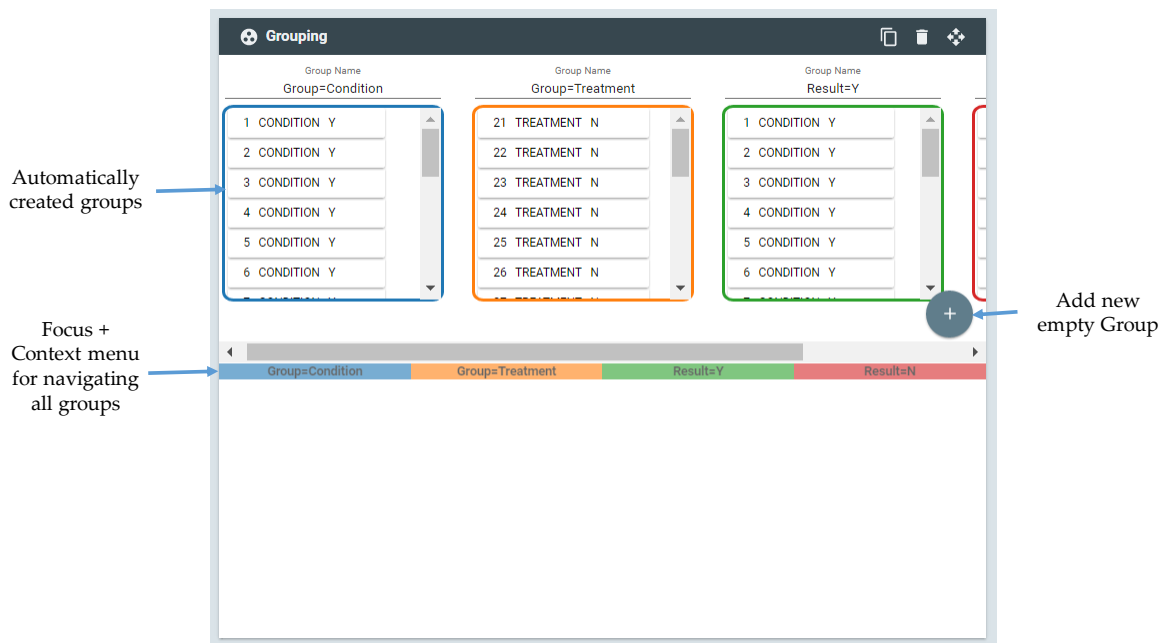 Grouping
Group Name
Group=Condition
Group Name
Group=Treatment
Group Name
Result=Y
1 CONDITION Y
2 CONDITION Y
3 CONDITION Y
4 CONDITION Y
5 CONDITION Y
6 CONDITION Y
21 TREATMENT N
22 TREATMENT N
23 TREATMENT N
24 TREATMENT N
25 TREATMENT N
26 TREATMENT N
1 CONDITION Y
2 CONDITION Y
3 CONDITION Y
4 CONDITION Y
5 CONDITION Y
6 CONDITION Y
+
Group=Condition
Group=Treatment
Result=Y
Result=N
Automatically
created groups
Focus +
Context menu
for navigating
all groups
Add new
empty Group